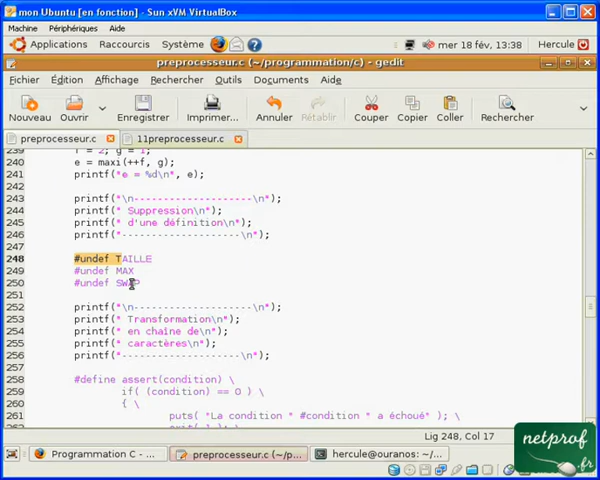 mon Ubuntu [en fonction] - Sun xVM VirtualBox
Machine Périphériques Aide
Applications Raccourcis Système mer 18 fév, 13:38 Hercule
preprocesseur.c (~/programmation/c) - gedit
Fichier Édition Affichage Rechercher Outils Documents Aide
Nouveau Ouvrir Enregistrer Imprimer... Annuler Rétablir Couper Copier Coller Rechercher
preprocesseur.c 11preprocesseur.c
239 f = 2; g = 1;
240 e = maxi(++f, g);
241 printf("e = %d\n", e);
242
243 printf("\n--------------------\n");
244 printf(" Suppression\n");
245 printf(" d'une définition\n");
246 printf("--------------------\n");
247
248 #undef TAILLE
249 #undef MAX
250 #undef SWAP
251
252 printf("\n--------------------\n");
253 printf(" Transformation\n");
254 printf(" en chaîne de\n");
255 printf(" caractères\n");
256 printf("--------------------\n");
257
258 #define assert(condition) \
259 if( (condition) == 0 ) \
260 { \
261 puts( "La condition " #condition " a échoué" ); \
Lig 248, Col 17
netprof
.fr
Programmation C - ... preprocesseur.c (~/p... hercule@ouranos: ~/...